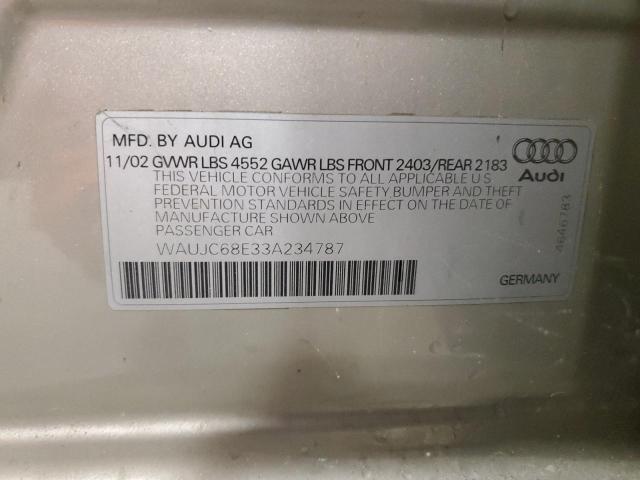 MFD. BY AUDI AG
11/02 GVWR LBS 4552 GAWR LBS FRONT 2403/REAR 2183
THIS VEHICLE CONFORMS TO ALL APPLICABLE U S
FEDERAL MOTOR VEHICLE SAFETY BUMPER AND THEFT
PREVENTION STANDARDS IN EFFECT ON THE DATE OF
MANUFACTURE SHOWN ABOVE
PASSENGER CAR
WAUJC68E33A234787
Audi
4646783
GERMANY